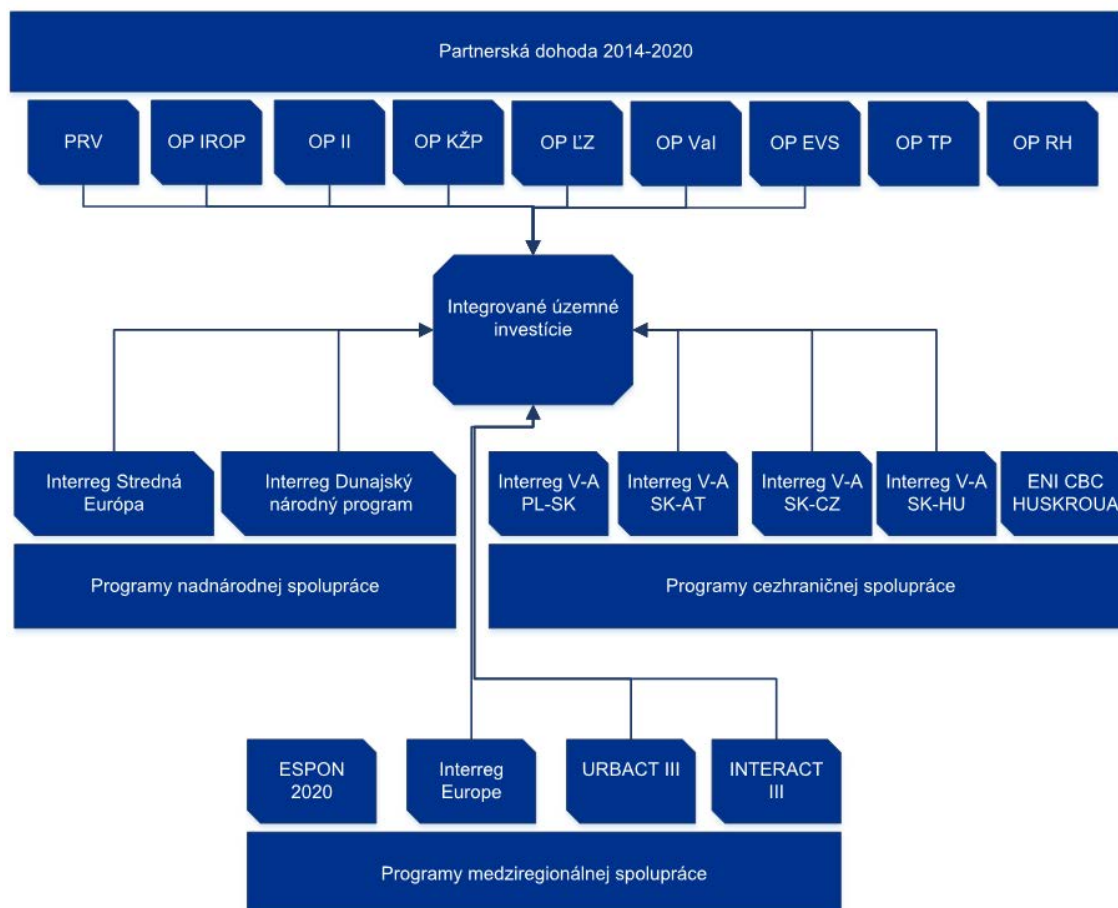 Partnerská dohoda 2014-2020
PRV
OP IROP
OP II
OP KŽP
OP ĽZ
OP VaI
OP EVS
OP TP
OP RH
Integrované územné
investície
Interreg Stredná
Európa
Interreg Dunajský
národný program
Interreg V-A
PL-SK
Interreg V-A
SK-AT
Interreg V-A
SK-CZ
Interreg V-A
SK-HU
ENI CBC
HUSKROUA
Programy nadnárodnej spolupráce
Programy cezhraničnej spolupráce
ESPON
2020
Interreg
Europe
URBACT III
INTERACT
III
Programy medziregionálnej spolupráce